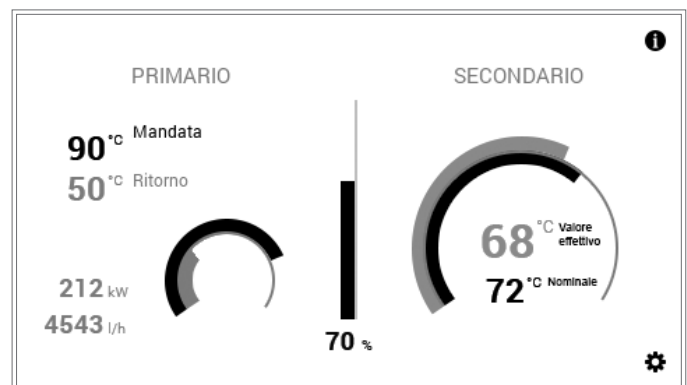 PRIMARIO
90 °C Mandata
50 °C Ritorno
212 kW
4543 l/h
70 %
SECONDARIO
68 °C Valore
effettivo
72 °C Nominale